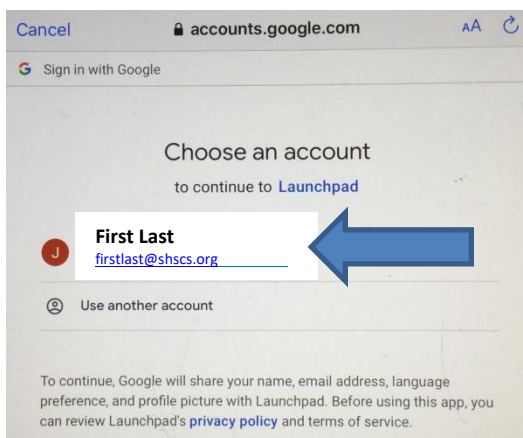 Cancel accounts.google.com AA
G Sign in with Google
Choose an account
to continue to Launchpad
J
First Last
firstlast@shscs.org
Use another account
To continue, Google will share your name, email address, language
preference, and profile picture with Launchpad. Before using this app, you
can review Launchpad's privacy policy and terms of service.